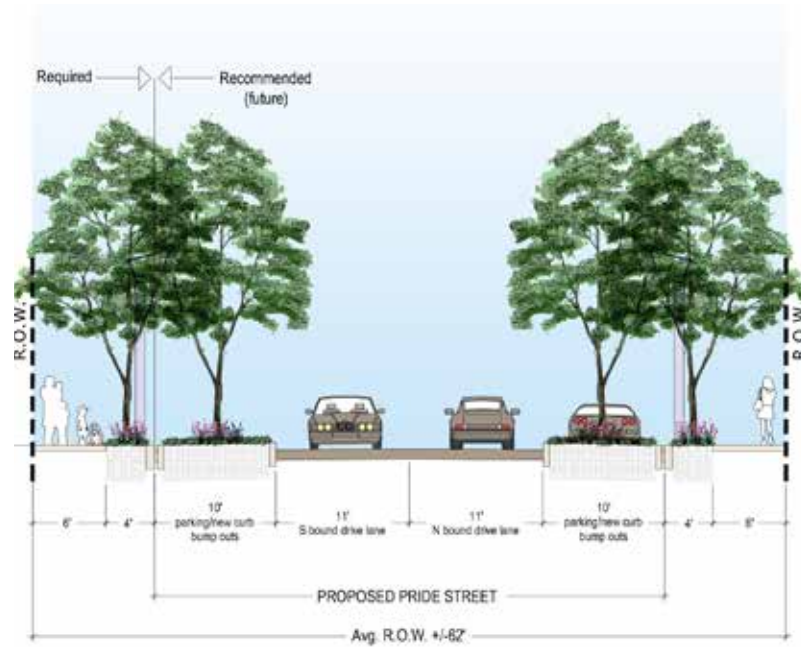 Required
Recommended
(future)
R.O.W.
R.O.W.
6'
4'
10'
parking/new curb
bump outs
11'
S bound drive lane
11'
N bound drive lane
10'
parking/new curb
bump outs
4'
6'
PROPOSED PRIDE STREET
Avg. R.O.W. +/-62'